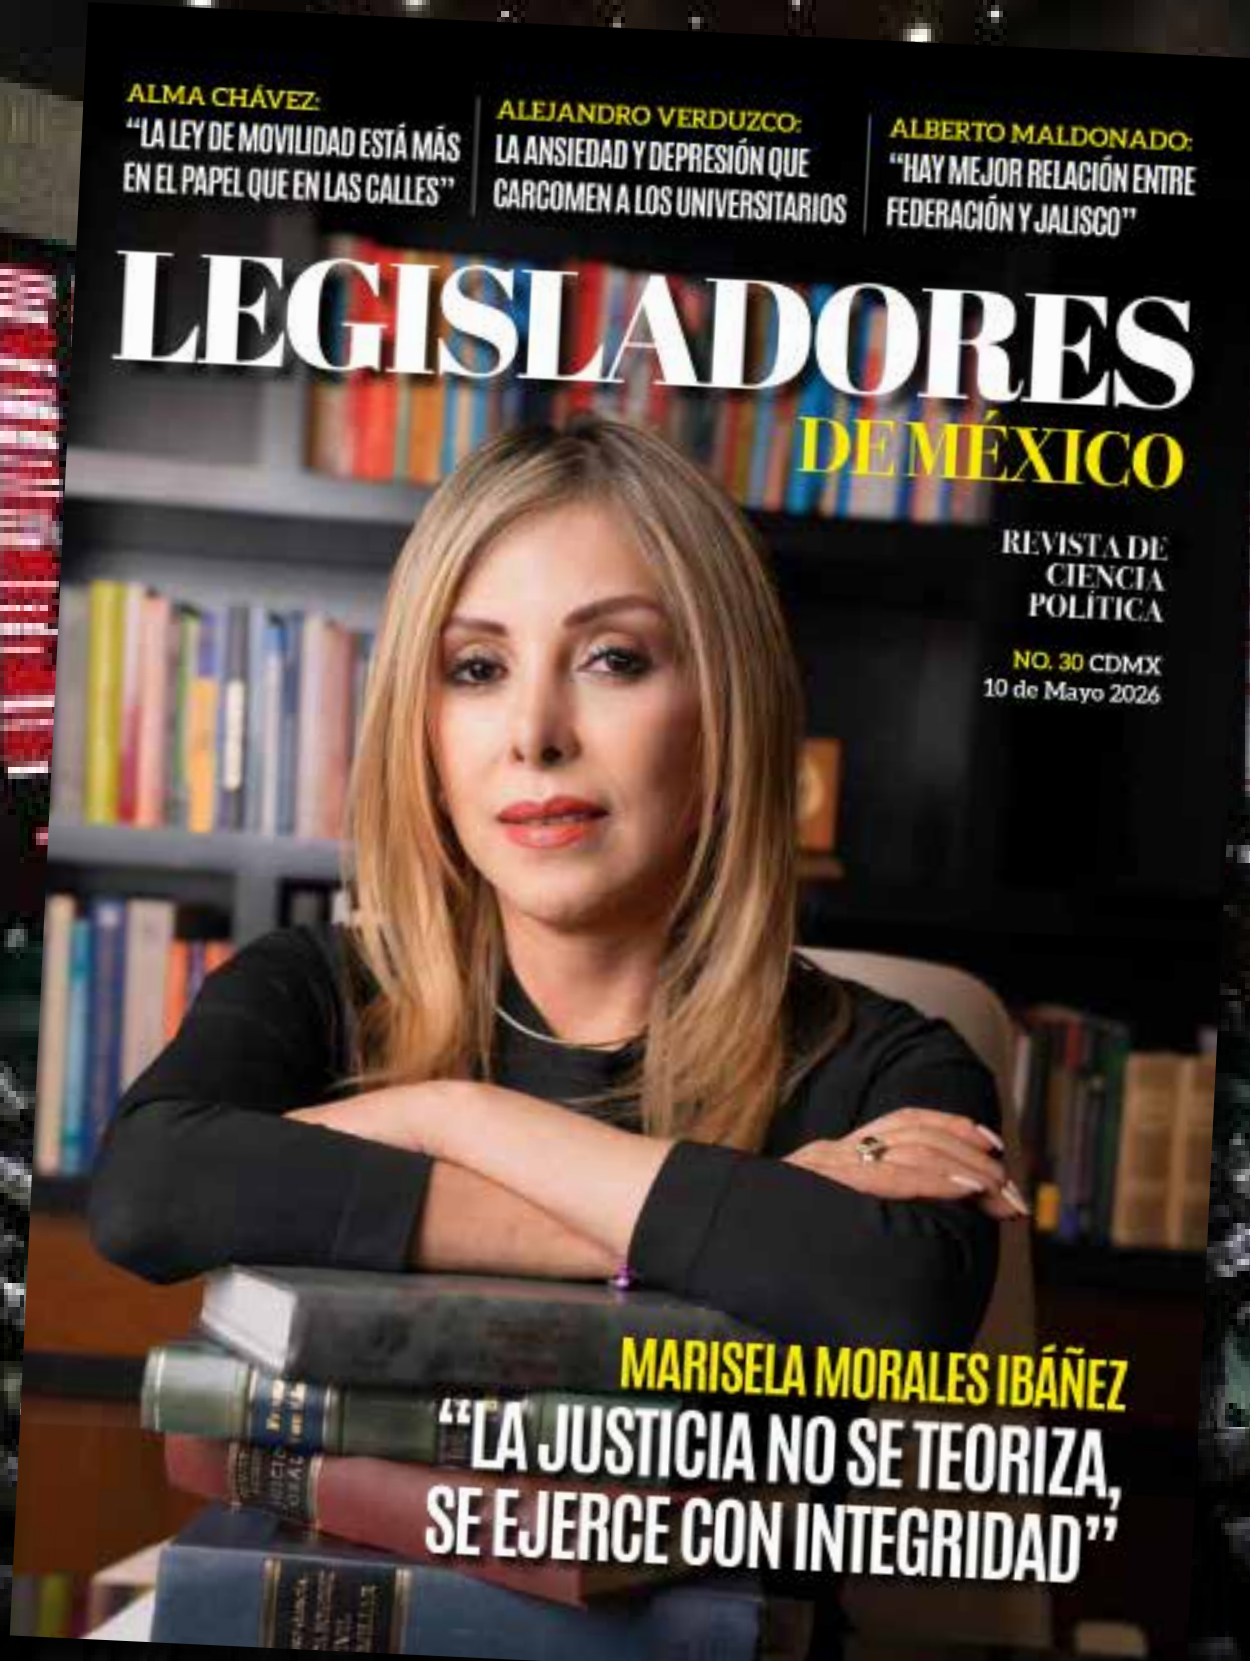 ALMA CHÁVEZ:
“LA LEY DE MOVILIDAD ESTÁ MÁS
EN EL PAPEL QUE EN LAS CALLES”
ALEJANDRO VERDUZCO:
LA ANSIEDAD Y DEPRESIÓN QUE
CARCOMEN A LOS UNIVERSITARIOS
ALBERTO MALDONADO:
“HAY MEJOR RELACIÓN ENTRE
FEDERACIÓN Y JALISCO”
LEGISLADORES
DE MÉXICO
REVISTA DE
CIENCIA
POLÍTICA
NO. 30 CDMX
10 de Mayo 2026
MARISELA MORALES IBÁÑEZ
“LA JUSTICIA NO SE TEORIZA,
SE EJERCE CON INTEGRIDAD”